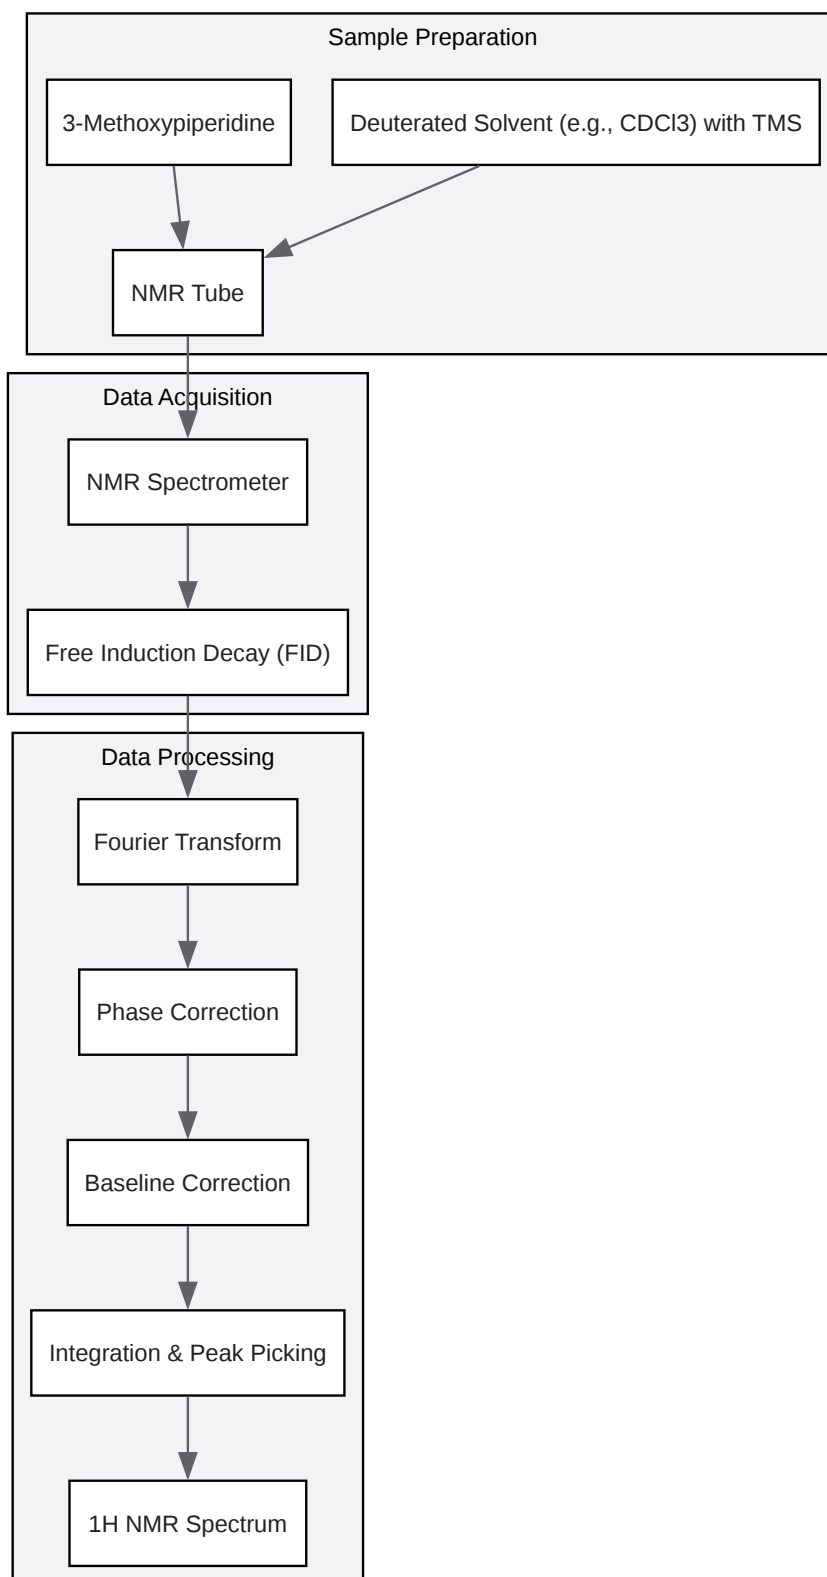 Sample Preparation
3-Methoxypiperidine
Deuterated Solvent (e.g., CDCl3) with TMS
NMR Tube
Data Acquisition
NMR Spectrometer
Free Induction Decay (FID)
Data Processing
Fourier Transform
Phase Correction
Baseline Correction
Integration & Peak Picking
1H NMR Spectrum